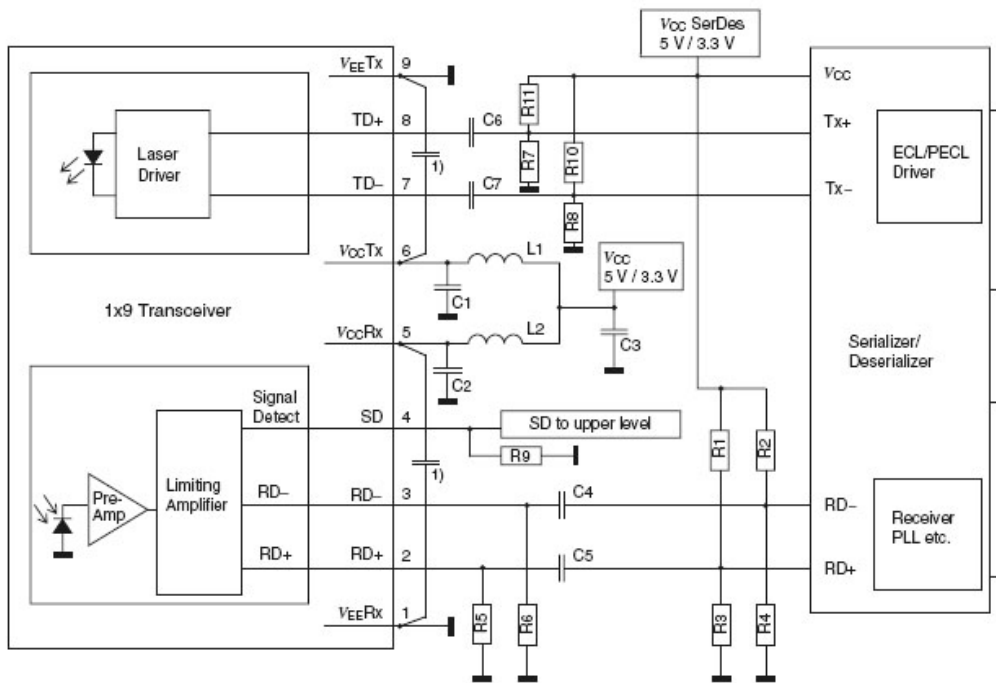 VCC SerDes
5 V / 3.3 V
VEETx
9
VCC
R11
TD+
8
C6
Tx+
Laser
Driver
1)
R7
R10
ECL/PECL
Driver
TD–
7
C7
Tx–
R8
VCCTx
6
L1
VCC
5 V / 3.3 V
C1
1x9 Transceiver
VCCRx
5
L2
C3
Serializer/
Deserializer
C2
Signal
Detect
SD
4
SD to upper level
R9
R1
R2
1)
Limiting
Amplifier
Pre-
Amp
RD–
RD–
3
C4
RD–
Receiver
PLL etc.
RD+
RD+
2
C5
RD+
VEERx
1
R5
R6
R3
R4